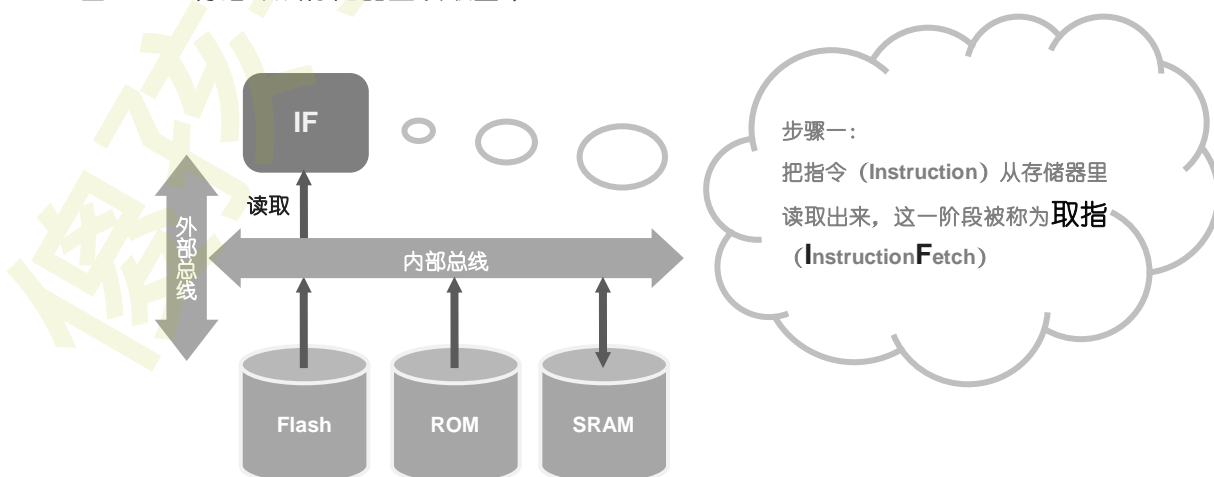 IF
步骤一：
把指令（Instruction）从存储器里
读取出来，这一阶段被称为取指
（InstructionFetch）
读取
外部总线
内部总线
Flash
ROM
SRAM